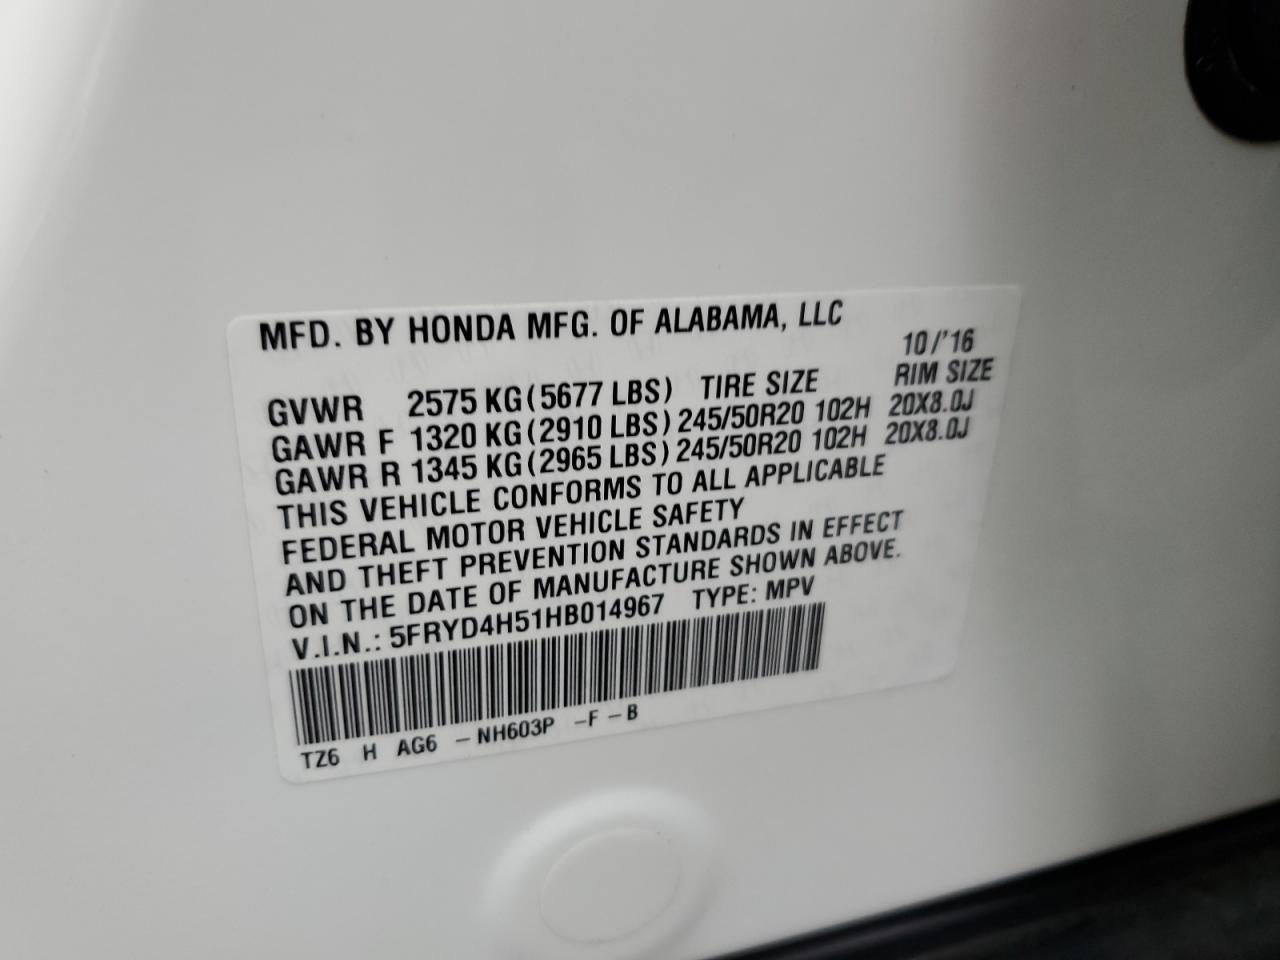 MFD. BY HONDA MFG. OF ALABAMA, LLC
10/'16
GVWR 2575 KG (5677 LBS) TIRE SIZE RIM SIZE
GAWR F 1320 KG (2910 LBS) 245/50R20 102H 20X8.0J
GAWR R 1345 KG (2965 LBS) 245/50R20 102H 20X8.0J
THIS VEHICLE CONFORMS TO ALL APPLICABLE
FEDERAL MOTOR VEHICLE SAFETY
AND THEFT PREVENTION STANDARDS IN EFFECT
ON THE DATE OF MANUFACTURE SHOWN ABOVE.
V.I.N.: 5FRYD4H51HB014967 TYPE: MPV
TZ6 H AG6 - NH603P -F - B